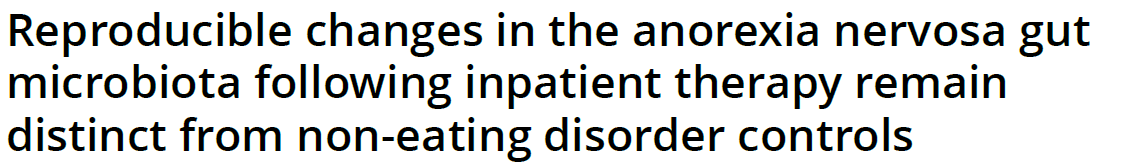 Reproducible changes in the anorexia nervosa gut
microbiota following inpatient therapy remain
distinct from non-eating disorder controls